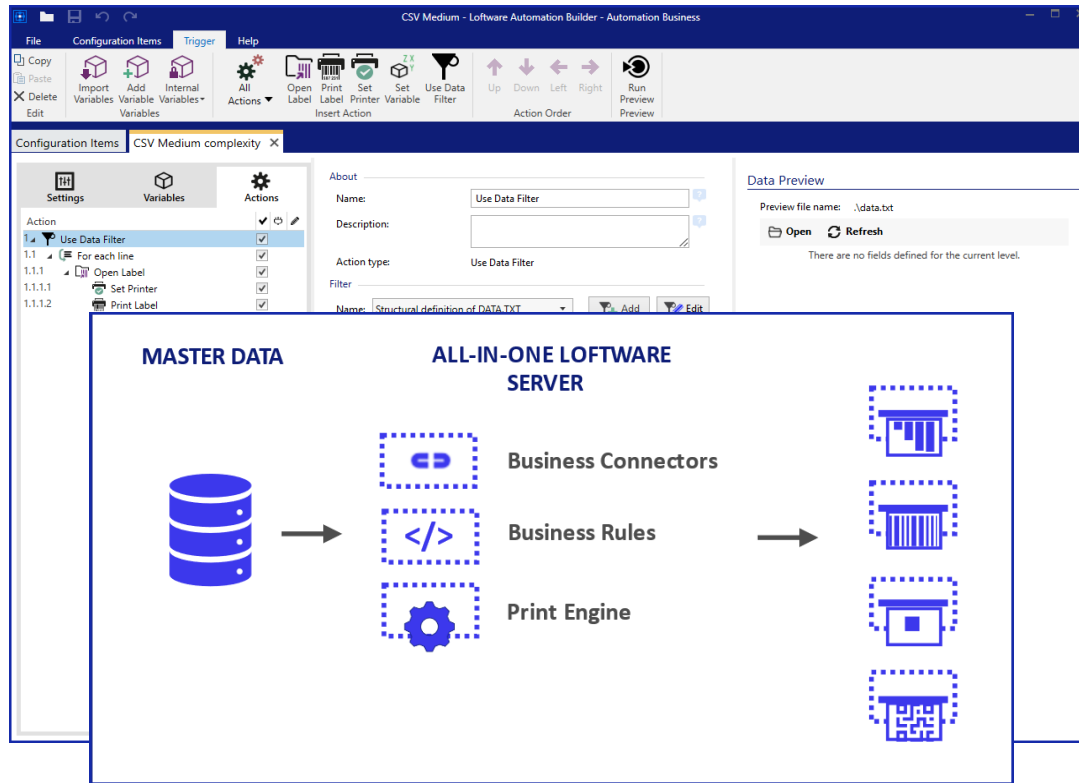 CSV Medium - Loftware Automation Builder - Automation Business
File Configuration Items Trigger Help
Copy
Paste
Delete
Edit
Import Variables
Add Variable
Internal Variables
Variables
All Actions
Open Label
Print Label
Set Printer
Set Variable
Use Data Filter
Insert Action
Up Down Left Right
Action Order
Run Preview
Preview
Configuration Items CSV Medium complexity
Settings Variables Actions
Action
1 Use Data Filter
1.1 For each line
1.1.1 Open Label
1.1.1.1 Set Printer
1.1.1.2 Print Label
About
Name: Use Data Filter
Description:
Action type: Use Data Filter
Filter
Name: Structural definition of DATA.TXT Add Edit
Data Preview
Preview file name: .\data.txt
Open Refresh
There are no fields defined for the current level.
MASTER DATA
ALL-IN-ONE LOFTWARE
SERVER
Business Connectors
</> Business Rules
Print Engine